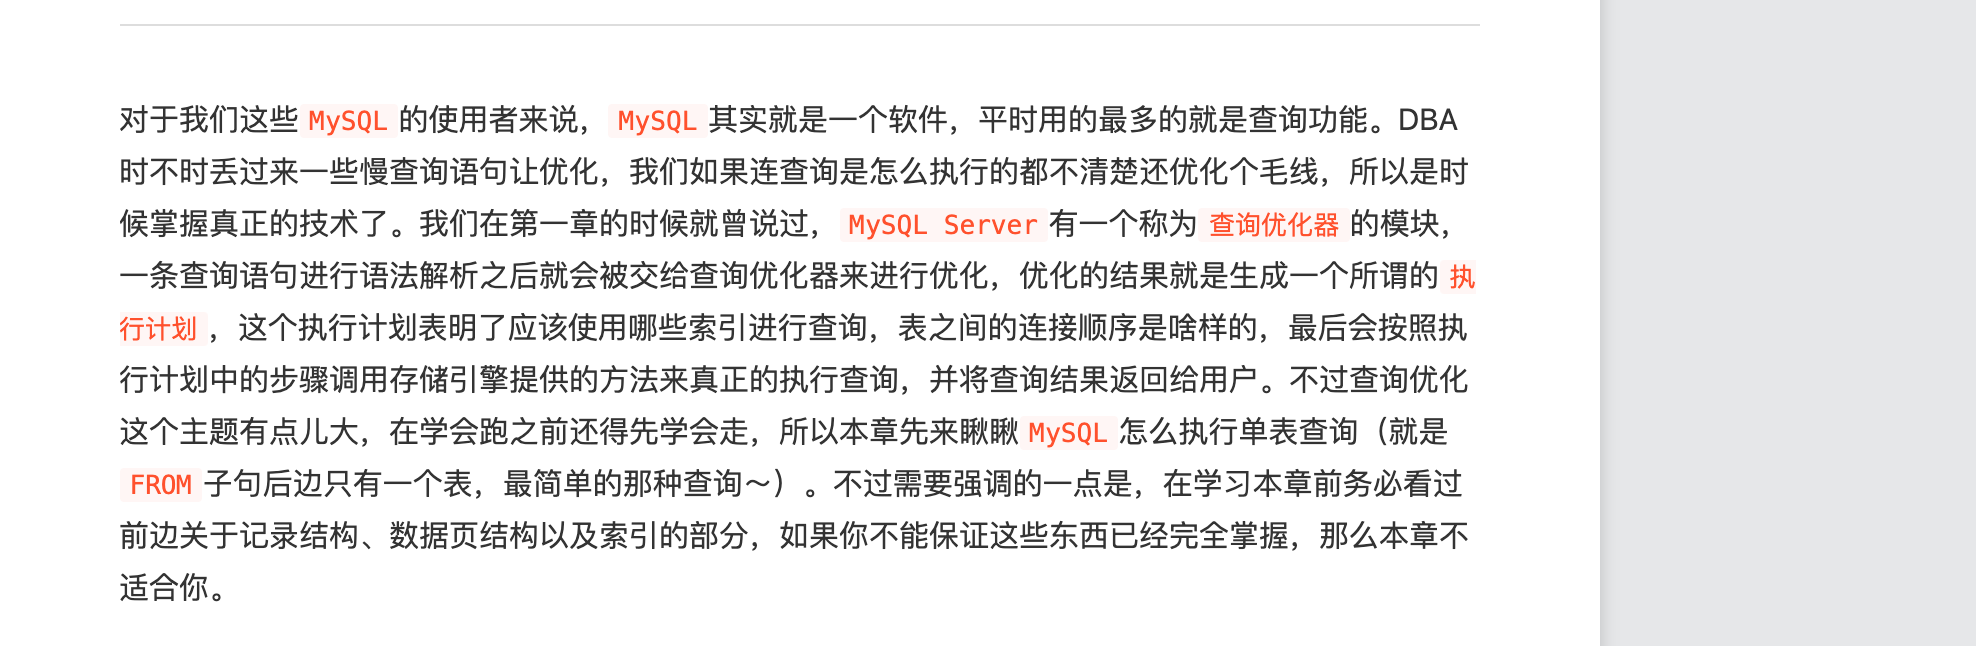 对于我们这些 MySQL 的使用者来说， MySQL 其实就是一个软件，平时用的最多的就是查询功能。DBA
时不时丢过来一些慢查询语句让优化，我们如果连查询是怎么执行的都不清楚还优化个毛线，所以是时
候掌握真正的技术了。我们在第一章的时候就曾说过， MySQL Server 有一个称为 查询优化器 的模块，
一条查询语句进行语法解析之后就会被交给查询优化器来进行优化，优化的结果就是生成一个所谓的 执
行计划 ，这个执行计划表明了应该使用哪些索引进行查询，表之间的连接顺序是啥样的，最后会按照执
行计划中的步骤调用存储引擎提供的方法来真正的执行查询，并将查询结果返回给用户。不过查询优化
这个主题有点儿大，在学会跑之前还得先学会走，所以本章先来瞅瞅 MySQL 怎么执行单表查询（就是
FROM 子句后边只有一个表，最简单的那种查询～）。不过需要强调的一点是，在学习本章前务必看过
前边关于记录结构、数据页结构以及索引的部分，如果你不能保证这些东西已经完全掌握，那么本章不
适合你。